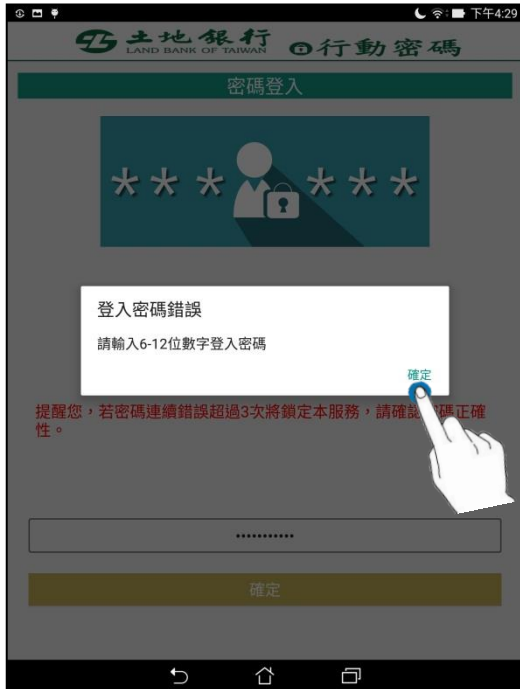 下午4:29
土地銀行
LAND BANK OF TAIWAN
行動密碼
密碼登入
***
***
登入密碼錯誤
請輸入6-12位數字登入密碼
確定
提醒您，若密碼連續錯誤超過3次將鎖定本服務，請確認 碼正確
性。
•••••••••••
確定